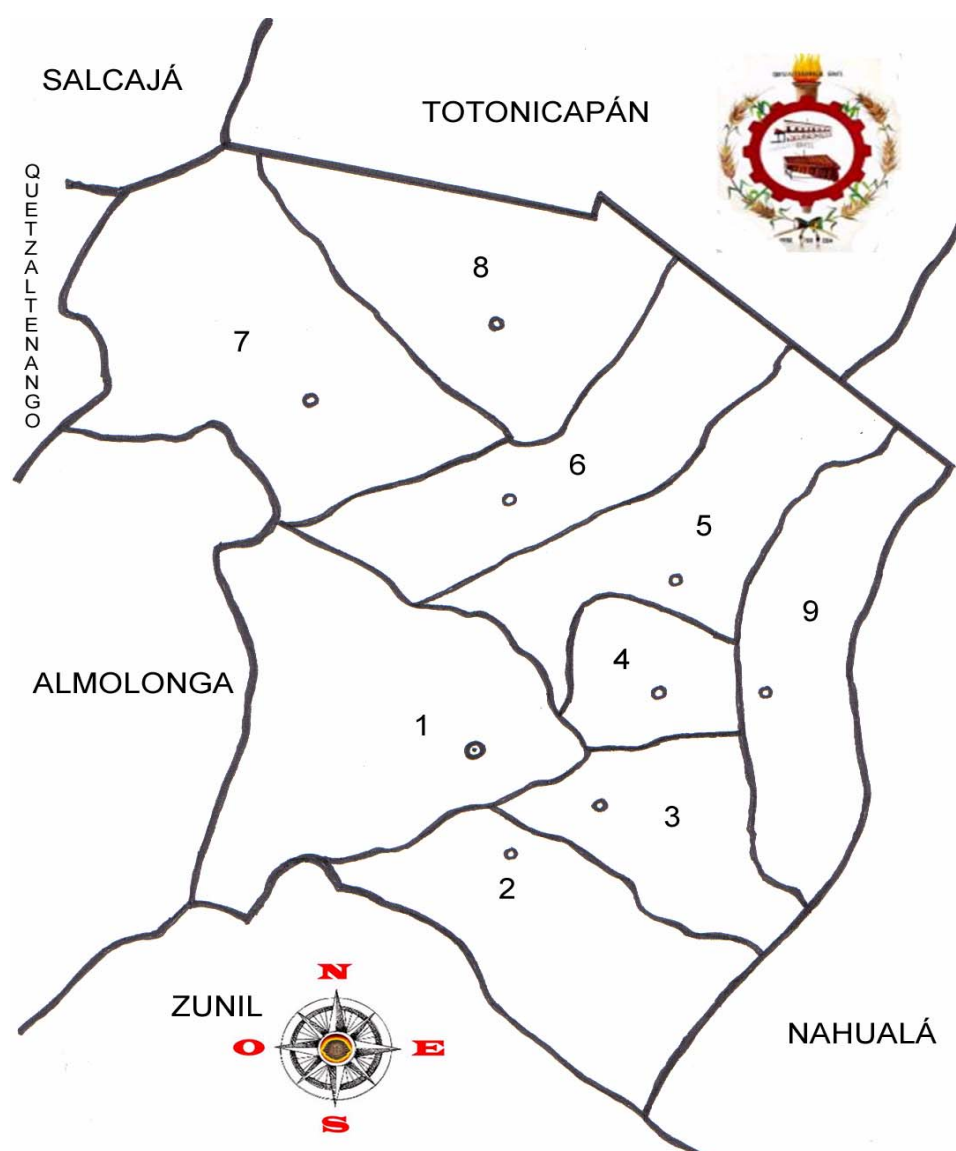 SALCAJÁ
TOTONICAPÁN
QUETZALTENANGO
8
7
6
5
9
4
ALMOLONGA
1
3
2
N
ZUNIL
O
E
NAHUALÁ
S